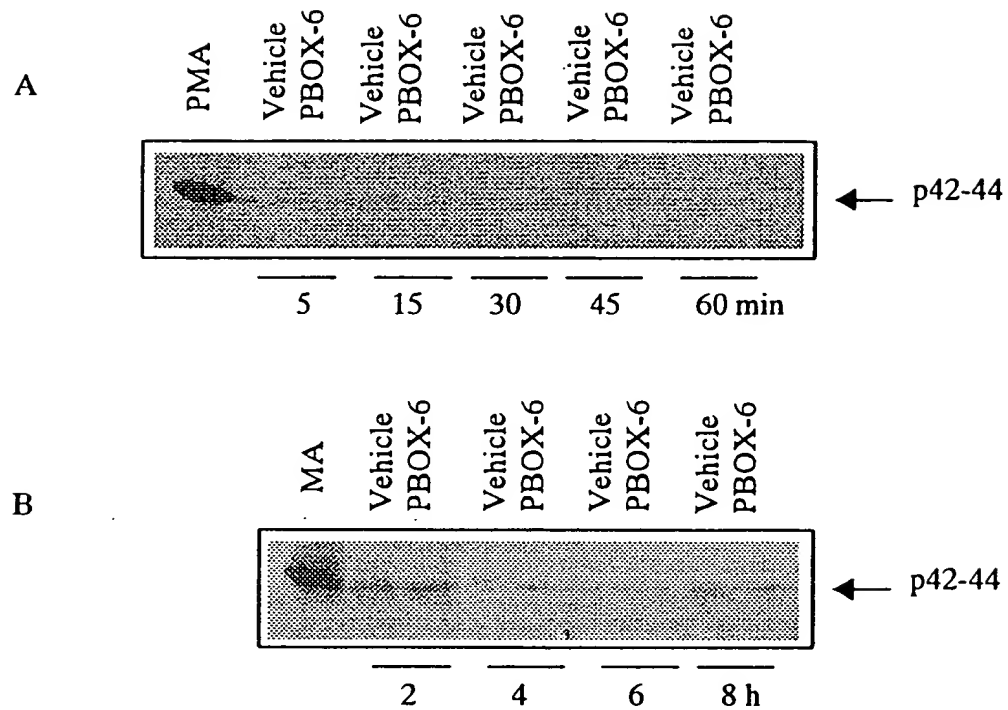 A
PMA
Vehicle
PBOX-6
Vehicle
PBOX-6
Vehicle
PBOX-6
Vehicle
PBOX-6
Vehicle
PBOX-6
p42-44
5 15 30 45 60 min
B
MA
Vehicle
PBOX-6
Vehicle
PBOX-6
Vehicle
PBOX-6
Vehicle
PBOX-6
p42-44
2 4 6 8 h